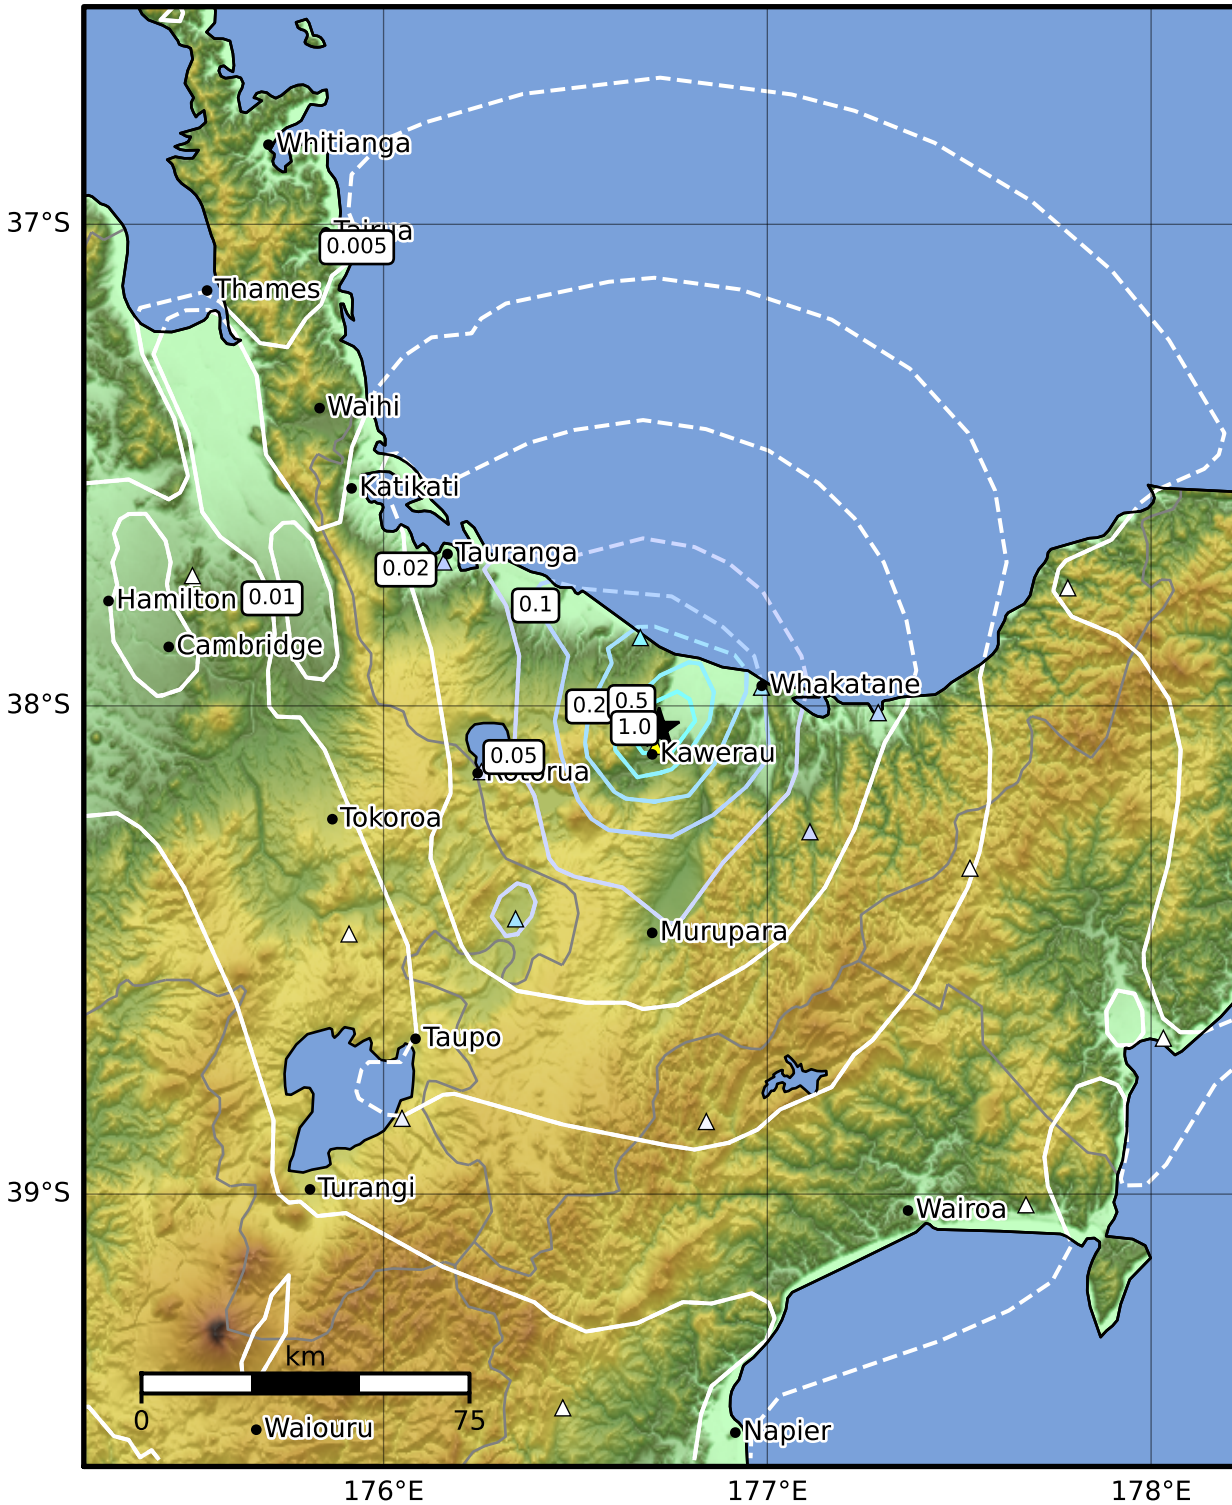 Whitianga
37°S
Tairua
0.005
Thames
Waihi
Katikati
Tauranga
0.02
Hamilton
0.01
0.1
Cambridge
Whakatane
38°S
0.2
0.5
1.0
Kawerau
0.05
Rotorua
Tokoroa
Murupara
Taupo
39°S
Turangi
Wairoa
km
0
75
Waiouru
Napier
176°E
177°E
178°E